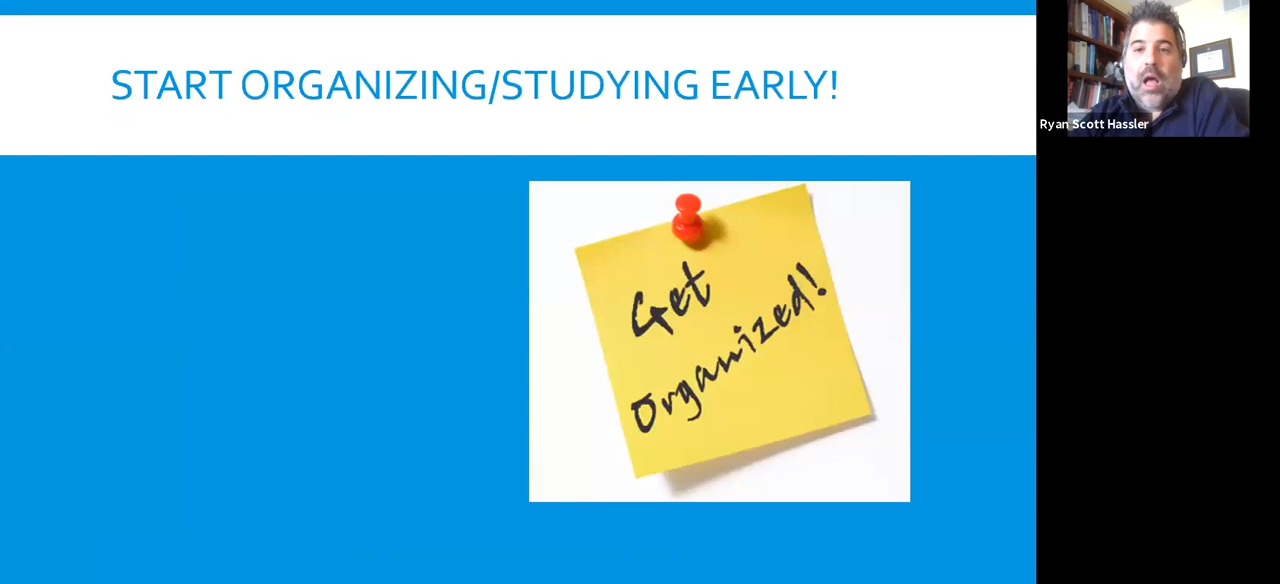 START ORGANIZING/STUDYING EARLY!
Ryan Scott Hassler
Get
Organized!